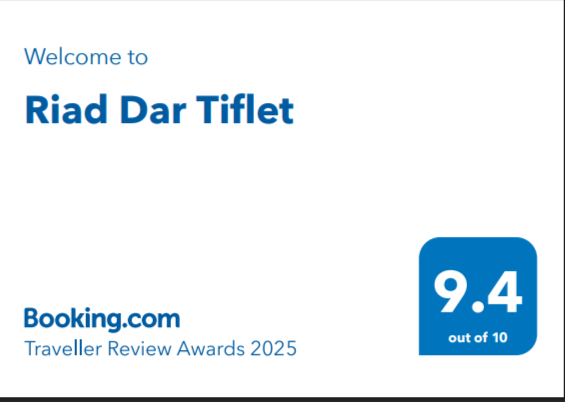 Welcome to
Riad Dar Tiflet
9.4
out of 10
Booking.com
Traveller Review Awards 2025